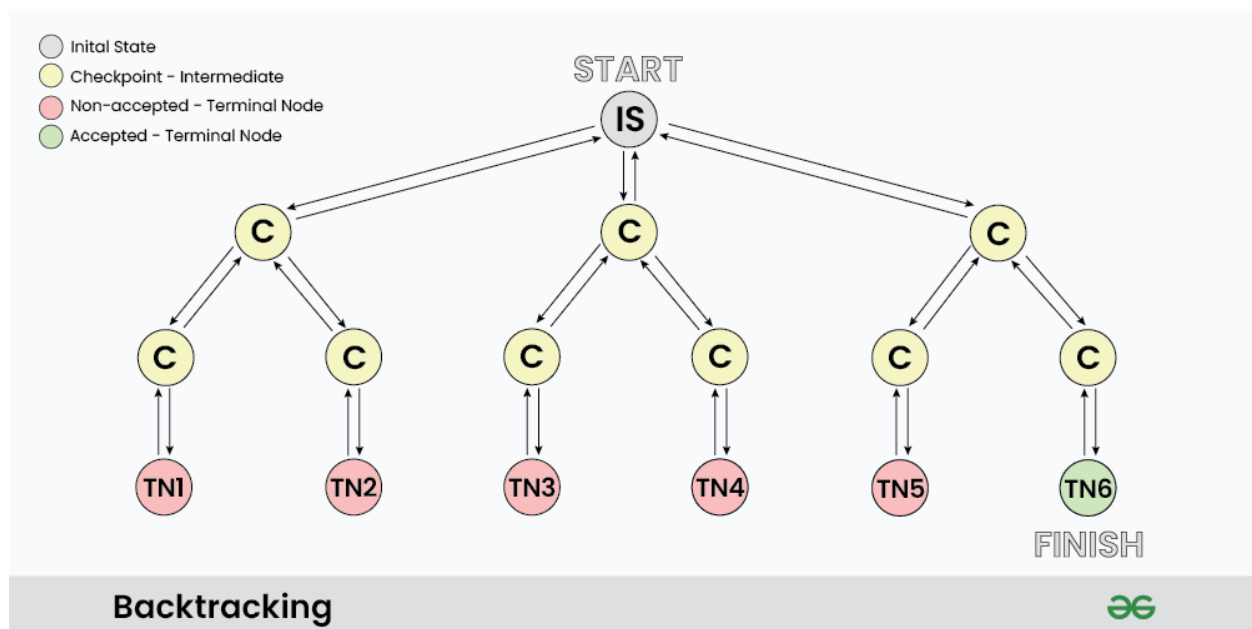 Inital State
Checkpoint - Intermediate
Non-accepted - Terminal Node
Accepted - Terminal Node
START
IS
C C C
C C C C C C
TN1 TN2 TN3 TN4 TN5 TN6
FINISH
Backtracking